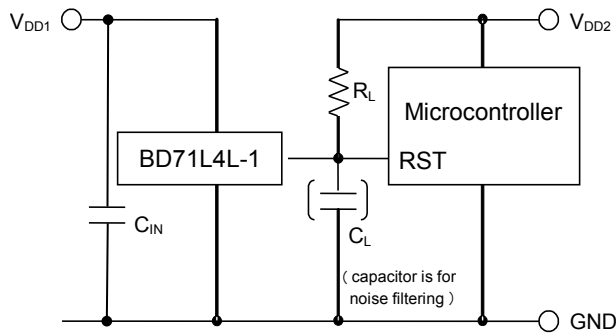 VDD1
VDD2
RL
Microcontroller
BD71L4L-1
RST
CIN
CL
( capacitor is for
noise filtering )
GND